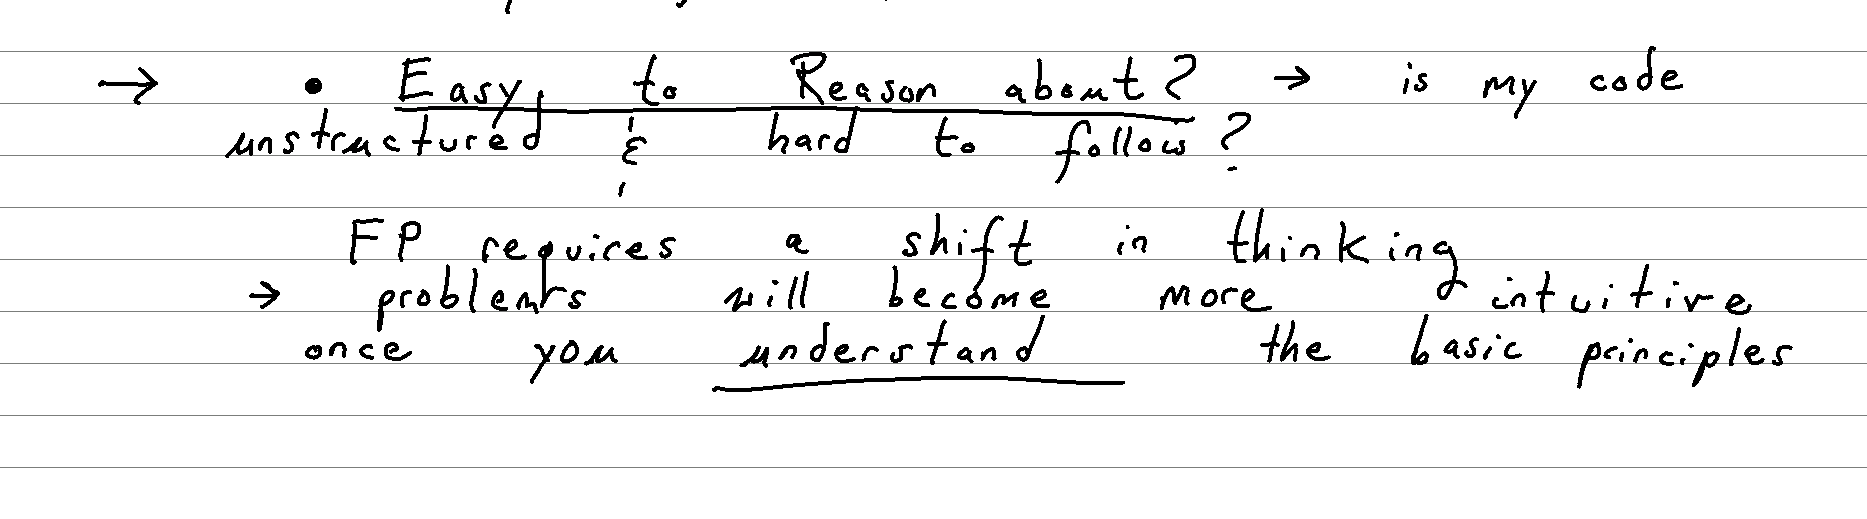 → • Easy to Reason about? → is my code
unstructured & hard to follow?
FP requires a shift in thinking
→ problems will become more intuitive
once you understand the basic principles